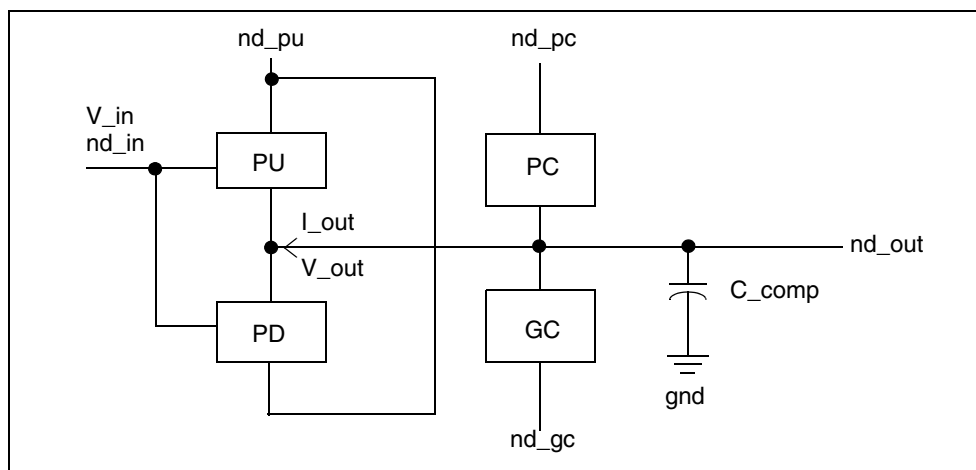 nd_pu
nd_pc
V_in
nd_in
PU
PC
I_out
nd_out
V_out
C_comp
PD
GC
gnd
nd_gc